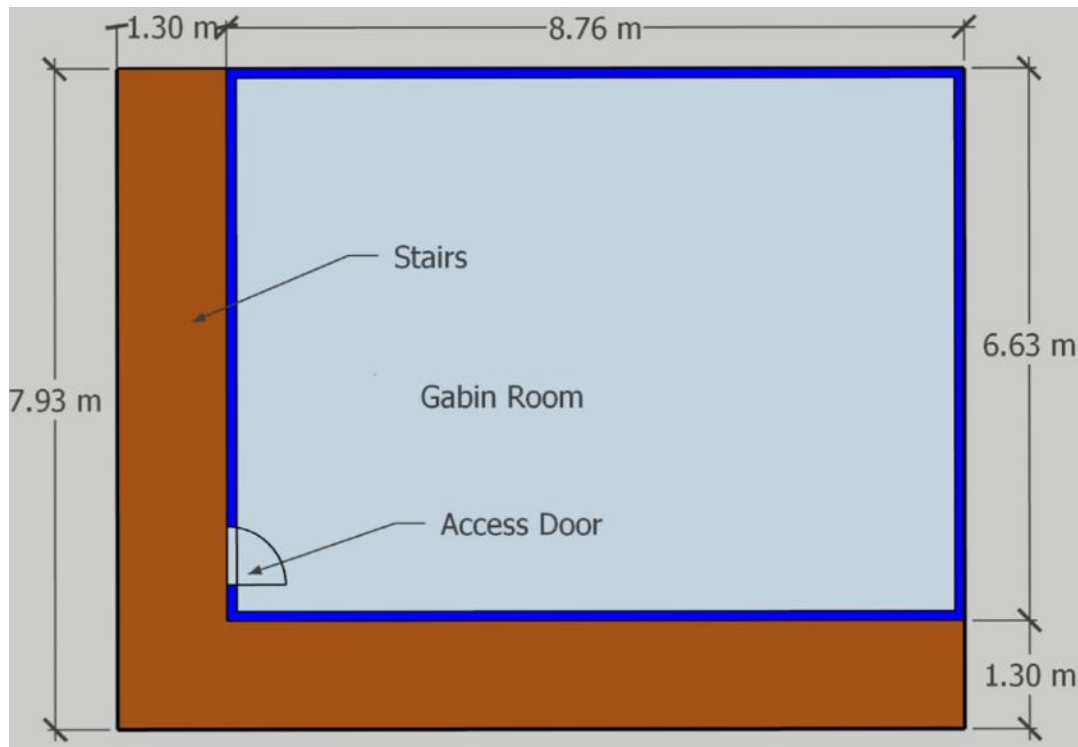 1.30 m
8.76 m
Stairs
6.63 m
7.93 m
Gabin Room
Access Door
1.30 m